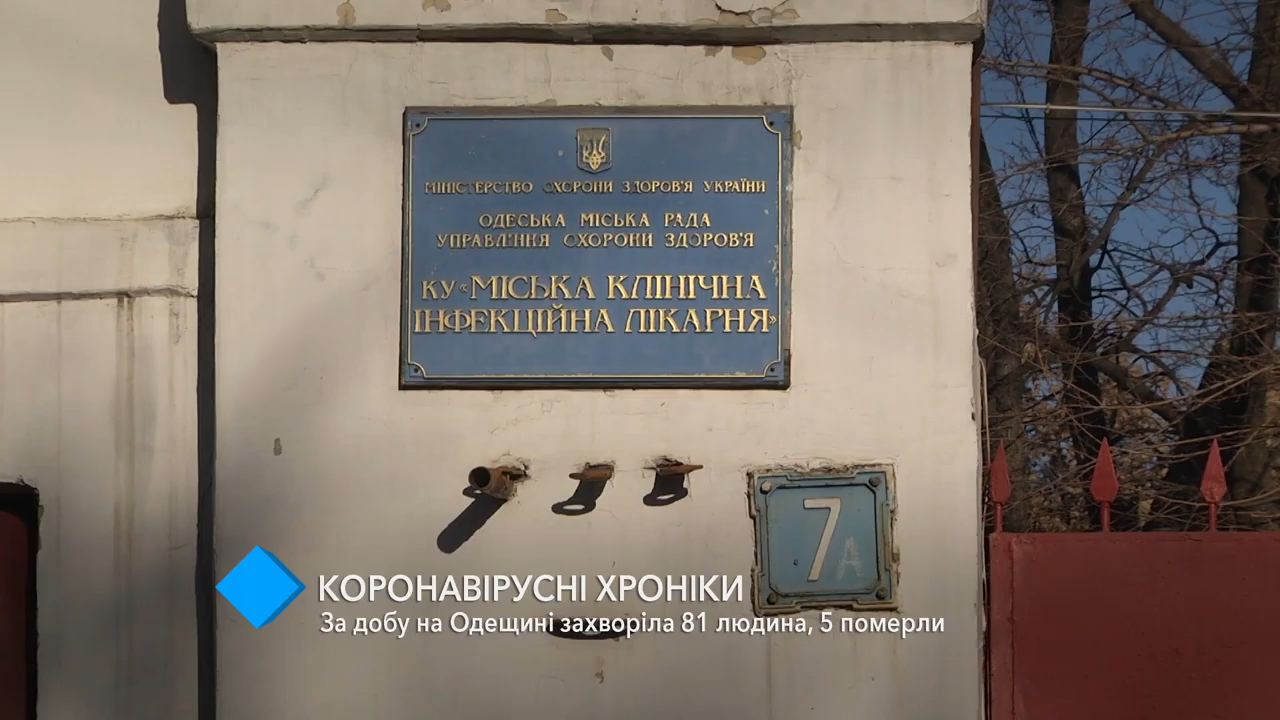 МІНІСТЕРСТВО ОХОРОНИ ЗДОРОВ'Я УКРАЇНИ
ОДЕСЬКА МІСЬКА РАДА
УПРАВЛІННЯ ОХОРОНИ ЗДОРОВ'Я
КУ «МІСЬКА КЛІНІЧНА
ІНФЕКЦІЙНА ЛІКАРНЯ»
7А
КОРОНАВІРУСНІ ХРОНІКИ
За добу на Одещині захворіла 81 людина, 5 померли